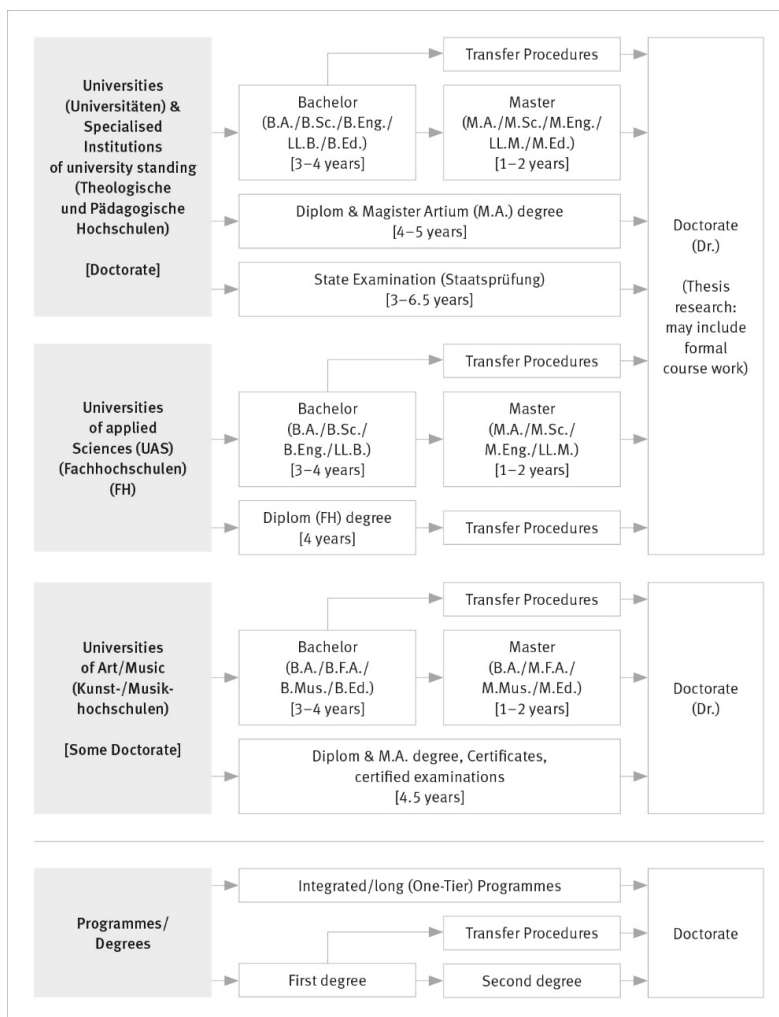 Universities
(Universitäten) &
Specialised
Institutions
of university standing
(Theologische
und Pädagogische
Hochschulen)
[Doctorate]
Transfer Procedures
Bachelor
(B.A./B.Sc./B.Eng./
LL.B./B.Ed.)
[3–4 years]
Master
(M.A./M.Sc./M.Eng./
LL.M./M.Ed.)
[1–2 years]
Diplom & Magister Artium (M.A.) degree
[4–5 years]
State Examination (Staatsprüfung)
[3–6.5 years]
Doctorate
(Dr.)
(Thesis
research:
may include
formal
course work)
Universities
of applied
Sciences (UAS)
(Fachhochschulen)
(FH)
Transfer Procedures
Bachelor
(B.A./B.Sc./
B.Eng./LL.B.)
[3–4 years]
Master
(M.A./M.Sc./
M.Eng./LL.M.)
[1–2 years]
Diplom (FH) degree
[4 years]
Transfer Procedures
Universities
of Art/Music
(Kunst-/Musik-
hochschulen)
[Some Doctorate]
Transfer Procedures
Bachelor
(B.A./B.F.A./
B.Mus./B.Ed.)
[3–4 years]
Master
(B.A./M.F.A./
M.Mus./M.Ed.)
[1–2 years]
Diplom & M.A. degree, Certificates,
certified examinations
[4.5 years]
Doctorate
(Dr.)
Programmes/
Degrees
Integrated/long (One-Tier) Programmes
Transfer Procedures
First degree
Second degree
Doctorate